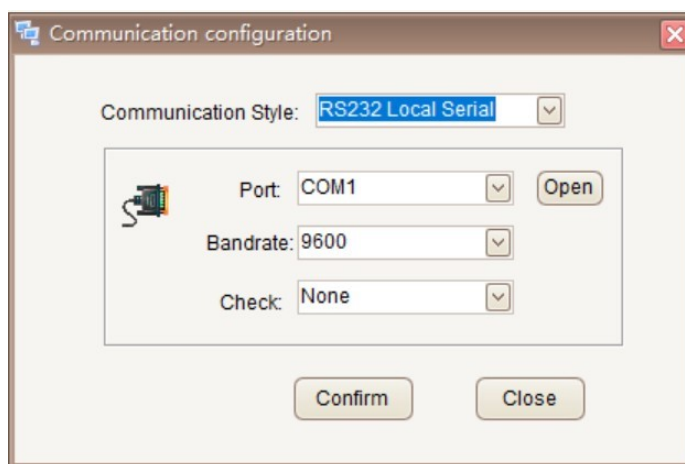 Communication configuration
Communication Style: RS232 Local Serial
Port: COM1 Open
Bandrate: 9600
Check: None
Confirm Close